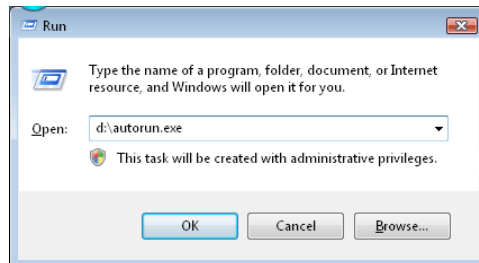 Run
Type the name of a program, folder, document, or Internet
resource, and Windows will open it for you.
Open: d:\autorun.exe
This task will be created with administrative privileges.
OK Cancel Browse...